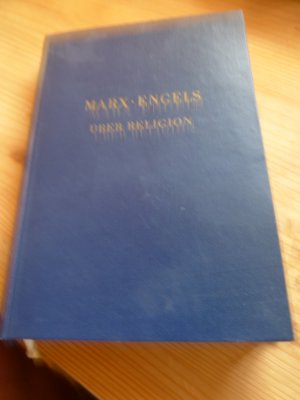 MARX · ENGELS
ÜBER RELIGION